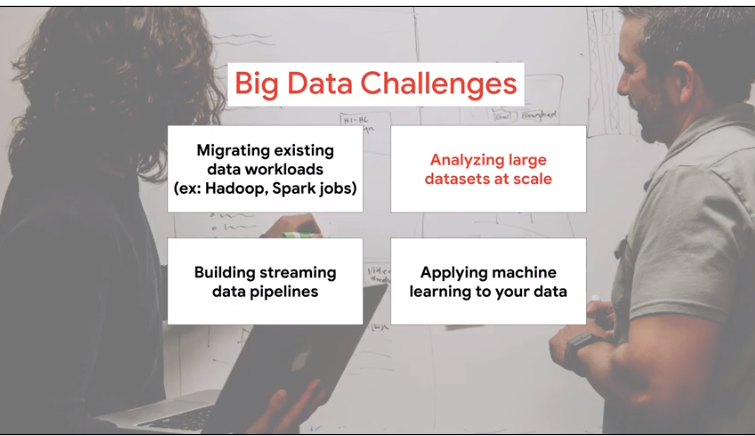 Big Data Challenges
Migrating existing
data workloads
(ex: Hadoop, Spark jobs)
Analyzing large
datasets at scale
Building streaming
data pipelines
Applying machine
learning to your data